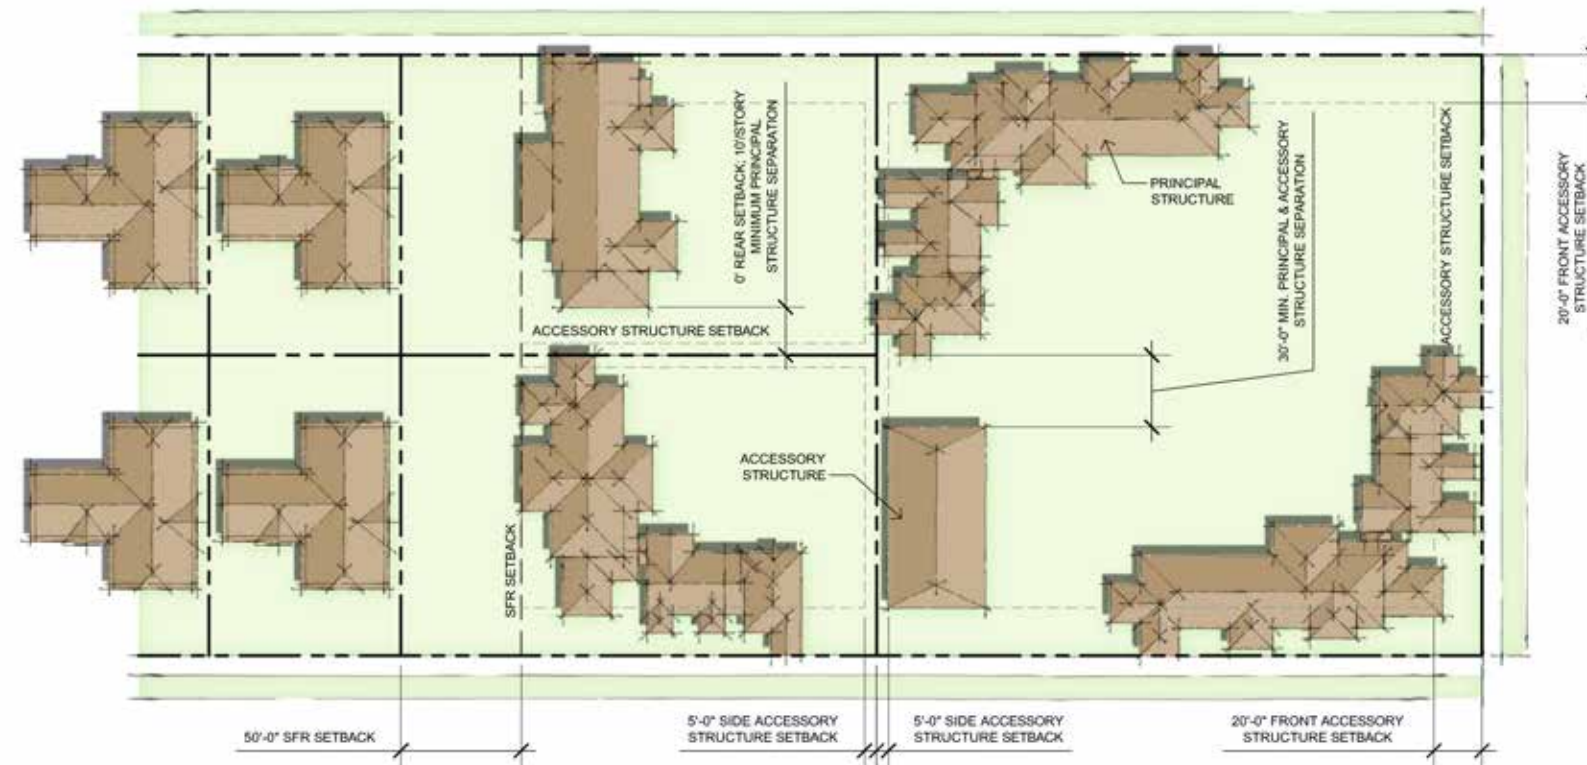 0' REAR SETBACK; 10'/STORY
MINIMUM PRINCIPAL
STRUCTURE SEPARATION
PRINCIPAL
STRUCTURE
30'-0" MIN. PRINCIPAL & ACCESSORY
STRUCTURE SEPARATION
ACCESSORY STRUCTURE SETBACK
20'-0" FRONT ACCESSORY
STRUCTURE SETBACK
ACCESSORY STRUCTURE SETBACK
ACCESSORY
STRUCTURE
SFR SETBACK
50'-0" SFR SETBACK
5'-0" SIDE ACCESSORY
STRUCTURE SETBACK
5'-0" SIDE ACCESSORY
STRUCTURE SETBACK
20'-0" FRONT ACCESSORY
STRUCTURE SETBACK